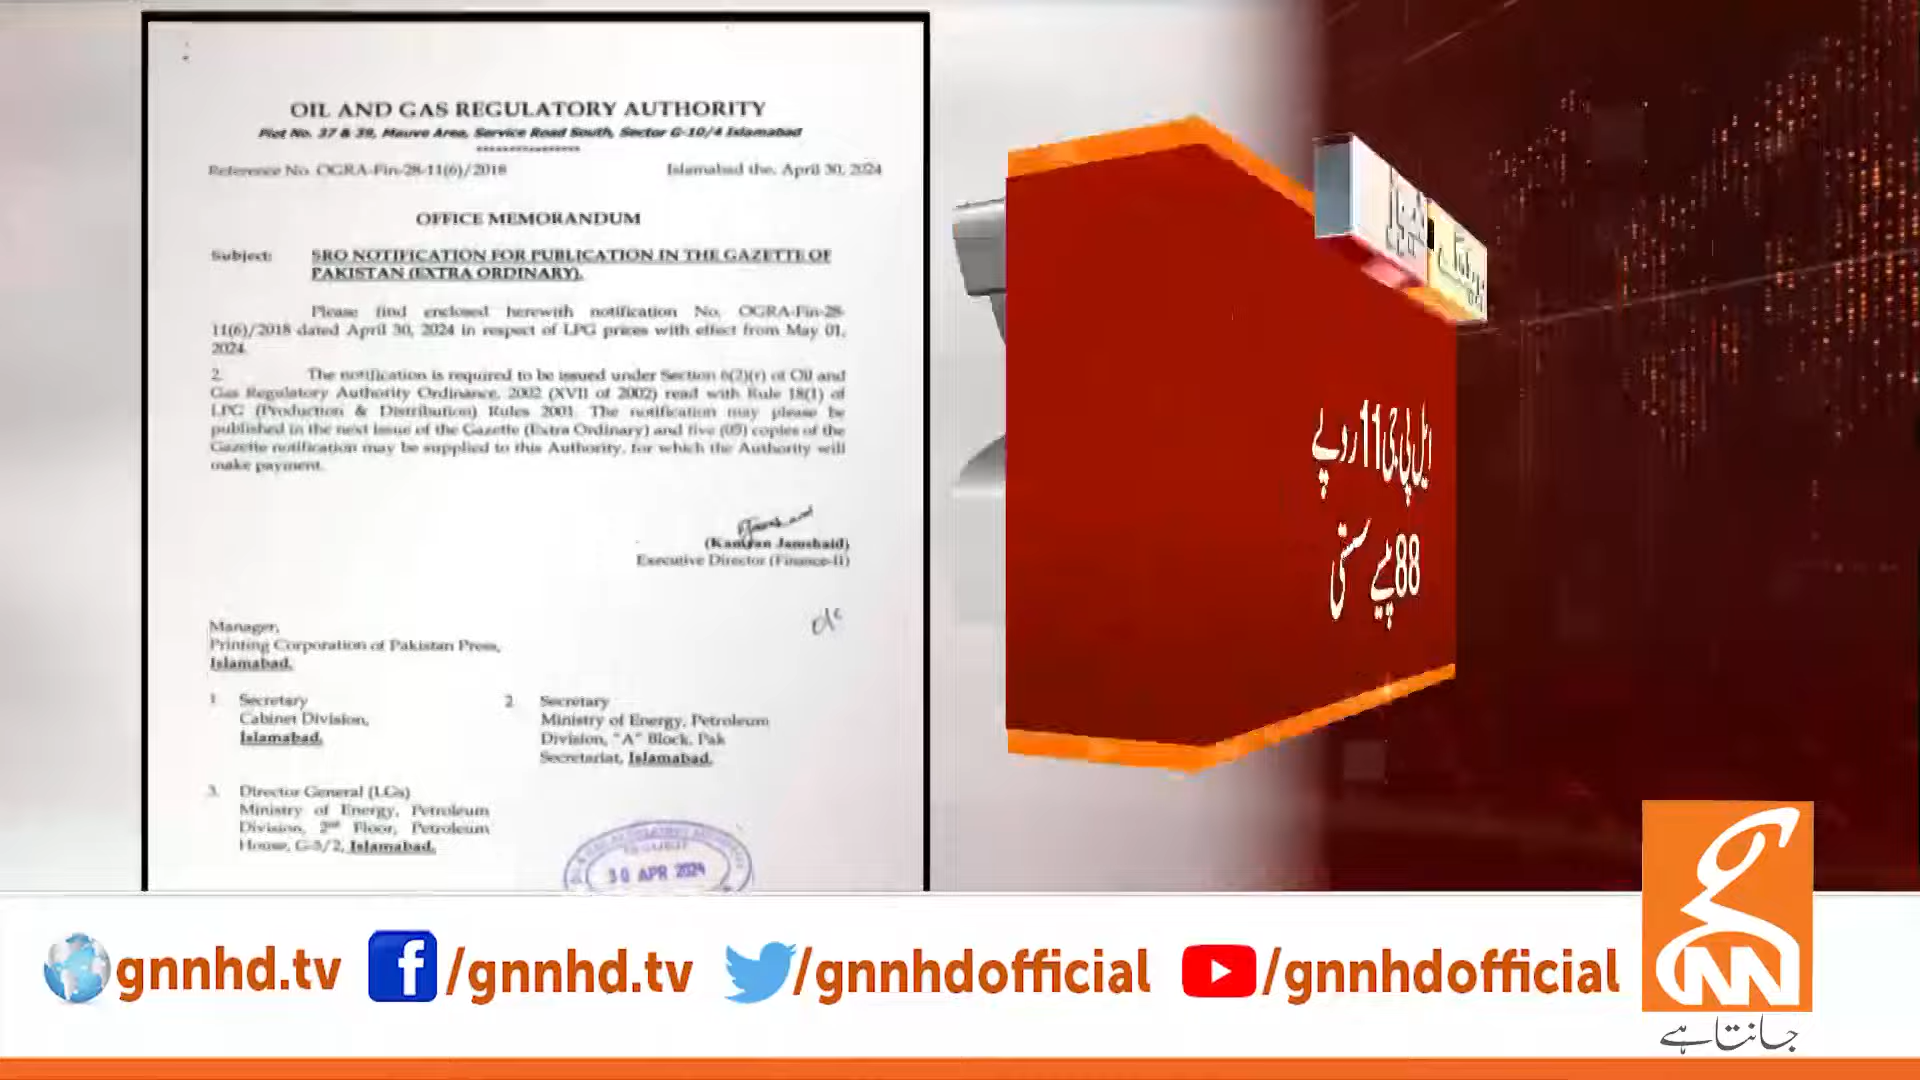 OIL AND GAS REGULATORY AUTHORITY
Plot No. 37 & 39, Mauve Area, Service Road South, Sector G-10/4 Islamabad
Reference No. OGRA-Fin-28-11(6)/2018
Islamabad the, April 30, 2024
OFFICE MEMORANDUM
Subject: SRO NOTIFICATION FOR PUBLICATION IN THE GAZETTE OF
PAKISTAN (EXTRA ORDINARY).
Please find enclosed herewith notification No. OGRA-Fin-28-
11(6)/2018 dated April 30, 2024 in respect of LPG prices with effect from May 01,
2024.
2. The notification is required to be issued under Section 6(2)(r) of Oil and
Gas Regulatory Authority Ordinance, 2002 (XVII of 2002) read with Rule 18(1) of
LPG (Production & Distribution) Rules 2001. The notification may please be
published in the next issue of the Gazette (Extra Ordinary) and five (05) copies of the
Gazette notification may be supplied to this Authority, for which the Authority will
make payment.
(Kamran Jamshaid)
Executive Director (Finance-II)
Manager,
Printing Corporation of Pakistan Press,
Islamabad.
1. Secretary
Cabinet Division,
Islamabad.
2. Secretary
Ministry of Energy, Petroleum
Division, "A" Block, Pak
Secretariat, Islamabad.
3. Director General (LGs)
Ministry of Energy, Petroleum
Division, 2nd Floor, Petroleum
House, G-5/2, Islamabad.
30 APR 2024
ایل پی جی 11 روپے
88 پیسے سستی
gnnhd.tv
/gnnhd.tv
/gnnhdofficial
/gnnhdofficial
GNN
جانتا ہے